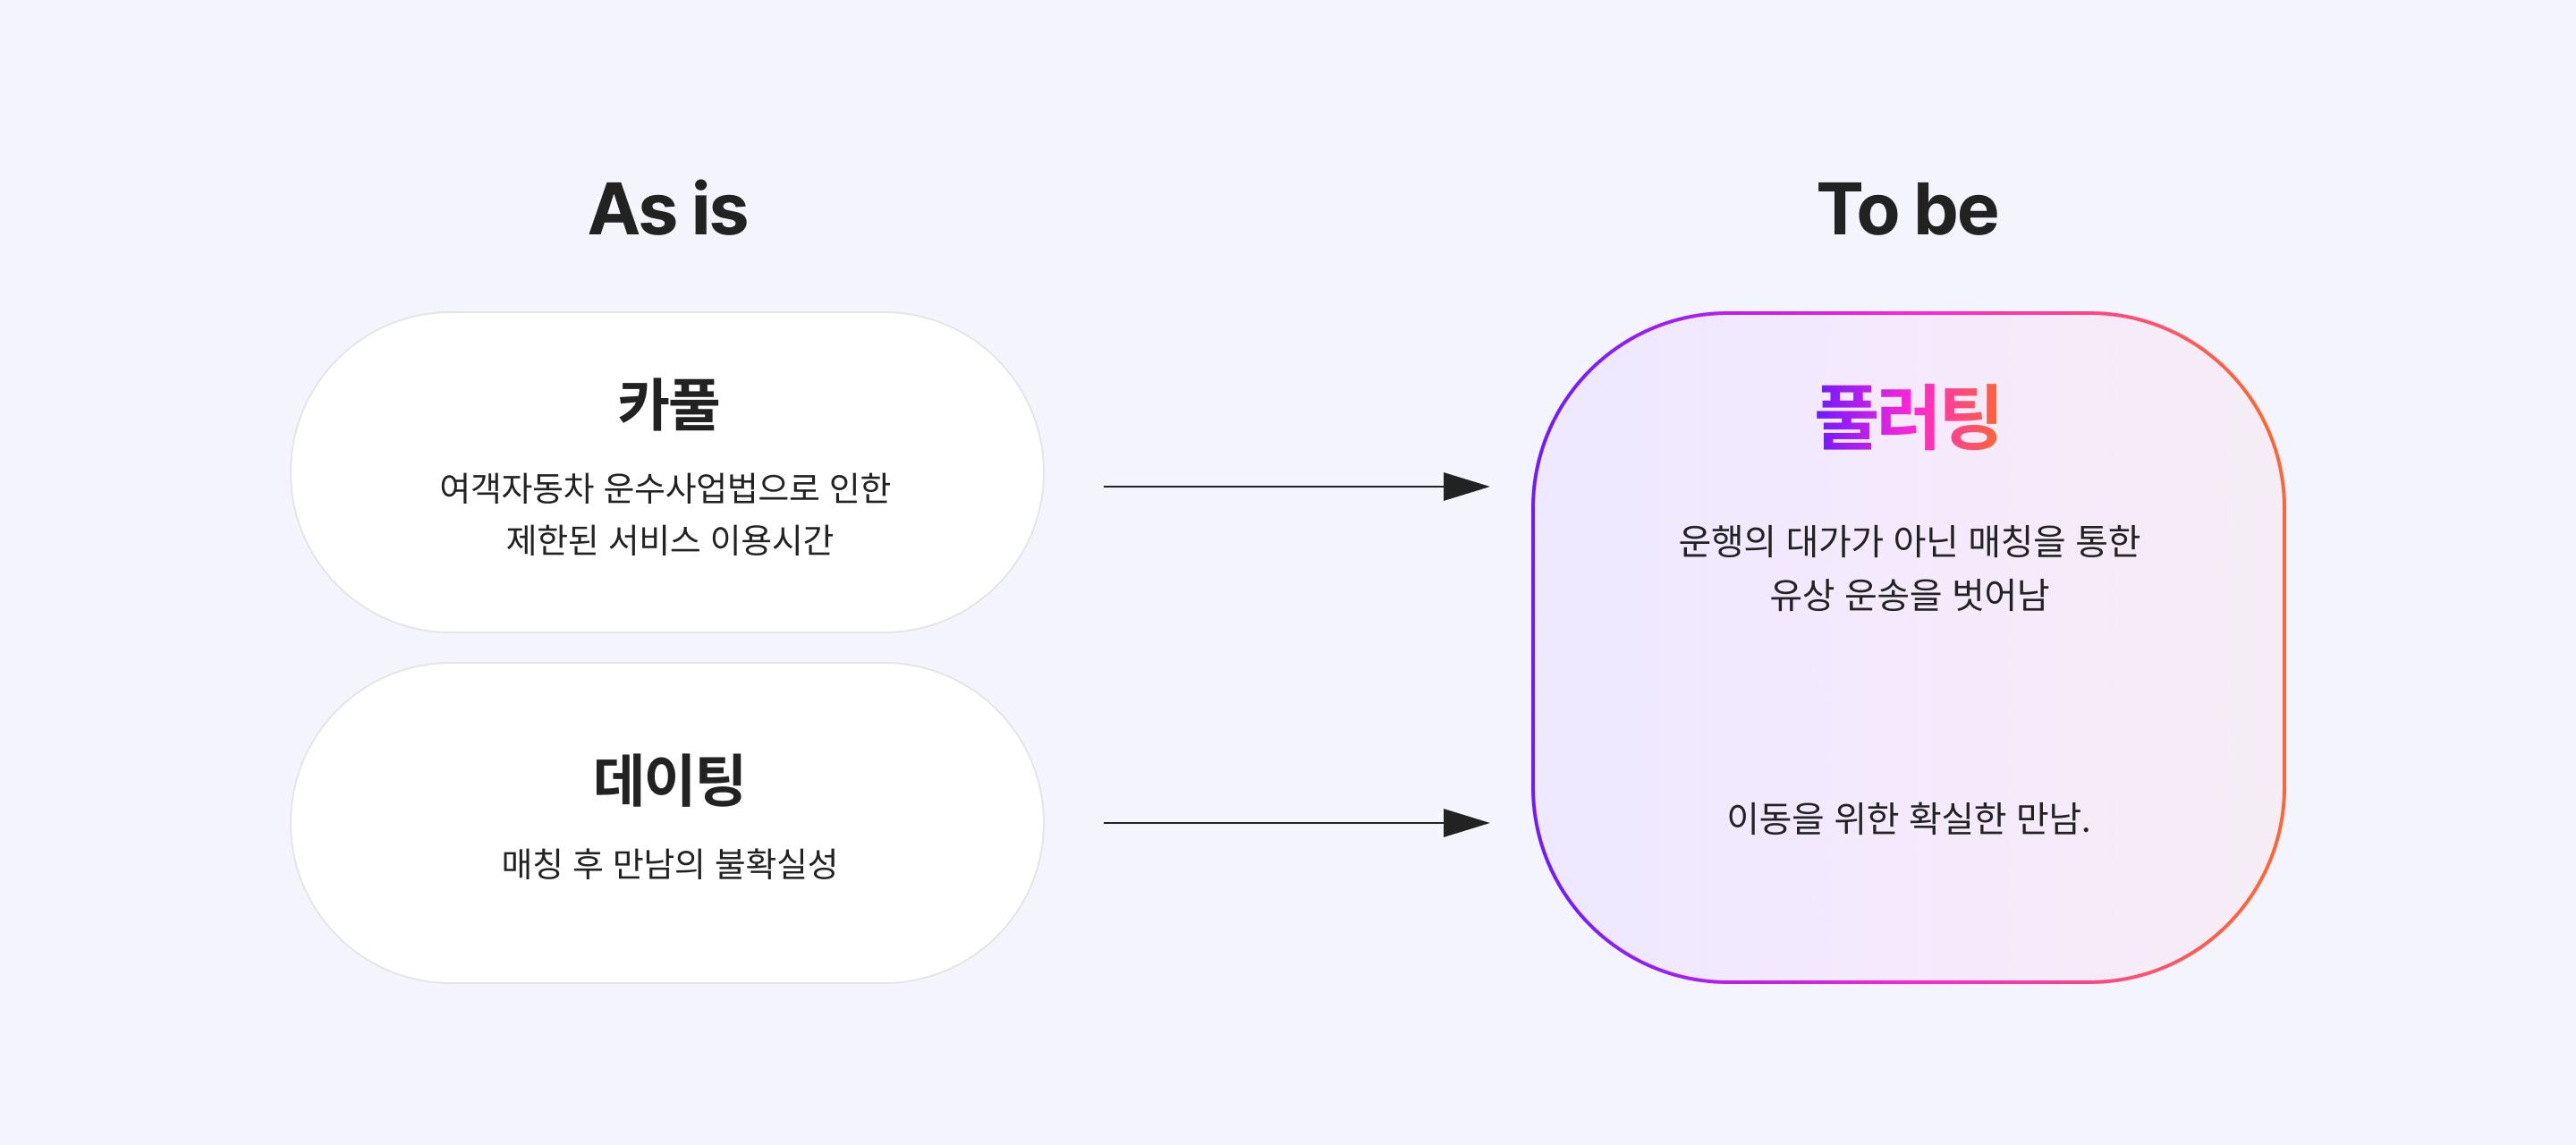 As is
카풀
여객자동차 운수사업법으로 인한
제한된 서비스 이용시간
데이팅
매칭 후 만남의 불확실성
To be
풀러팅
운행의 대가가 아닌 매칭을 통한
유상 운송을 벗어남
이동을 위한 확실한 만남.